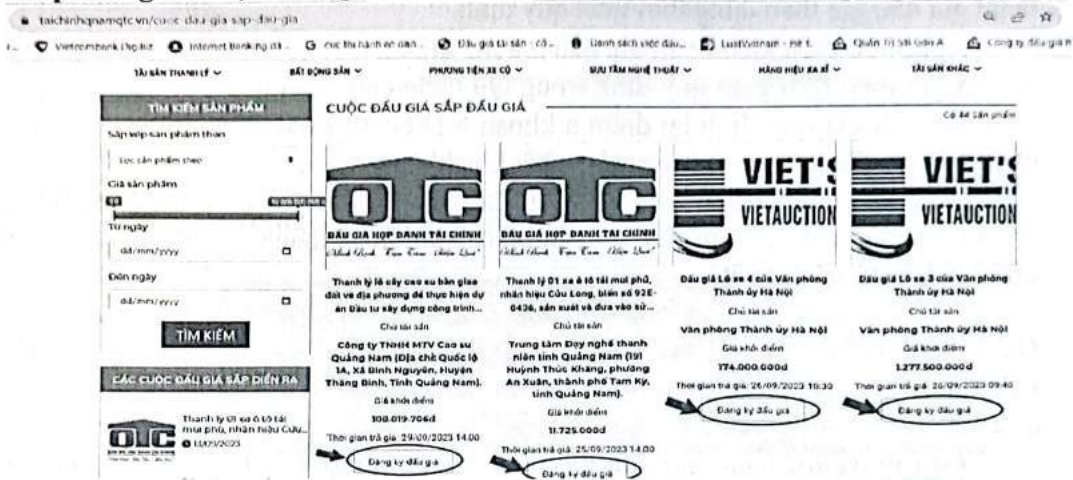 taichinhqnamqtc.vn/cuoc-dau-gia-sap-dau-gia
Vietcombank Digibiz
Internet Banking
Đấu giá tài sản - cô..
Danh sách việc đấu...
LuatVietnam
Công ty đấu giá
TÀI SẢN THANH LÝ
BẤT ĐỘNG SẢN
PHƯƠNG TIỆN XE CỘ
SƯU TẦM NGHỆ THUẬT
HÀNG HIỆU XA XỈ
TÀI SẢN KHÁC
TÌM KIẾM SẢN PHẨM
Sắp xếp sản phẩm theo
Lọc sản phẩm theo
Giá sản phẩm
Từ ngày
dd/mm/yyyy
Đến ngày
dd/mm/yyyy
TÌM KIẾM
CÁC CUỘC ĐẤU GIÁ SẮP DIỄN RA
Thanh lý 01 xe ô tô tải
mui phủ, nhãn hiệu Cửu...
CUỘC ĐẤU GIÁ SẮP ĐẤU GIÁ
Có 44 sản phẩm
QTC
ĐẤU GIÁ HỢP DANH TÀI CHÍNH
Thanh lý lô cây cao su bàn giao
đất về địa phương để thực hiện dự
án Đầu tư xây dựng công trình...
Chủ tài sản
Công ty TNHH MTV Cao su
Quảng Nam (Địa chỉ: Quốc lộ
1A, Xã Bình Nguyên, Huyện
Thăng Bình, Tỉnh Quảng Nam).
Giá khởi điểm
100.019.706đ
Thời gian trả giá: 29/09/2023 14:00
Đăng ký đấu giá
QTC
ĐẤU GIÁ HỢP DANH TÀI CHÍNH
Thanh lý 01 xe ô tô tải mui phủ,
nhãn hiệu Cửu Long, biển số 92E-
0436, sản xuất và đưa vào sử...
Chủ tài sản
Trung tâm Dạy nghề thanh
niên tỉnh Quảng Nam (191
Huỳnh Thúc Kháng, phường
An Xuân, thành phố Tam Kỳ,
tỉnh Quảng Nam).
Giá khởi điểm
11.725.000đ
Thời gian trả giá: 25/09/2023 14:00
Đăng ký đấu giá
VIET'S
VIETAUCTION
Đấu giá Lô xe 4 của Văn phòng
Thành ủy Hà Nội
Chủ tài sản
Văn phòng Thành ủy Hà Nội
Giá khởi điểm
174.000.000đ
Thời gian trả giá: 26/09/2023 16:30
Đăng ký đấu giá
VIET'S
VIETAUCTION
Đấu giá Lô xe 3 của Văn phòng
Thành ủy Hà Nội
Chủ tài sản
Văn phòng Thành ủy Hà Nội
Giá khởi điểm
1.277.500.000đ
Thời gian trả giá: 26/09/2023 09:40
Đăng ký đấu giá